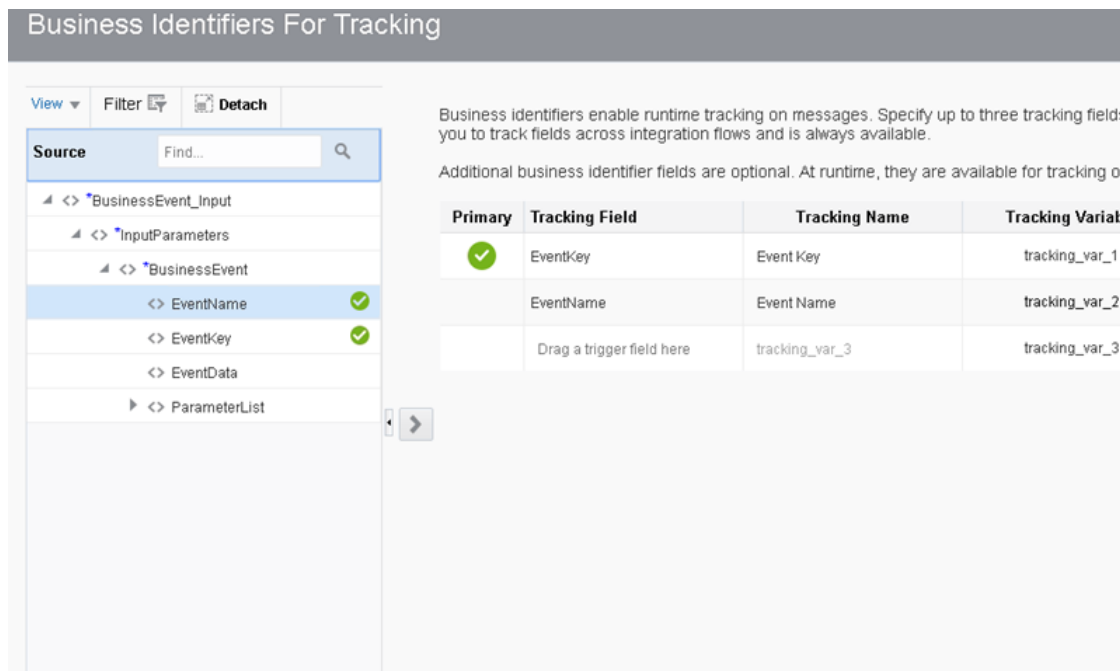 Business Identifiers For Tracking
View Filter Detach
Source Find...
<> *BusinessEvent_Input
<> *InputParameters
<> *BusinessEvent
<> EventName
<> EventKey
<> EventData
<> ParameterList
Business identifiers enable runtime tracking on messages. Specify up to three tracking fields
you to track fields across integration flows and is always available.
Additional business identifier fields are optional. At runtime, they are available for tracking
Primary Tracking Field Tracking Name Tracking
EventKey Event Key tracking_var_1
EventName Event Name tracking_var_2
Drag a trigger field here tracking_var_3 tracking_var_3